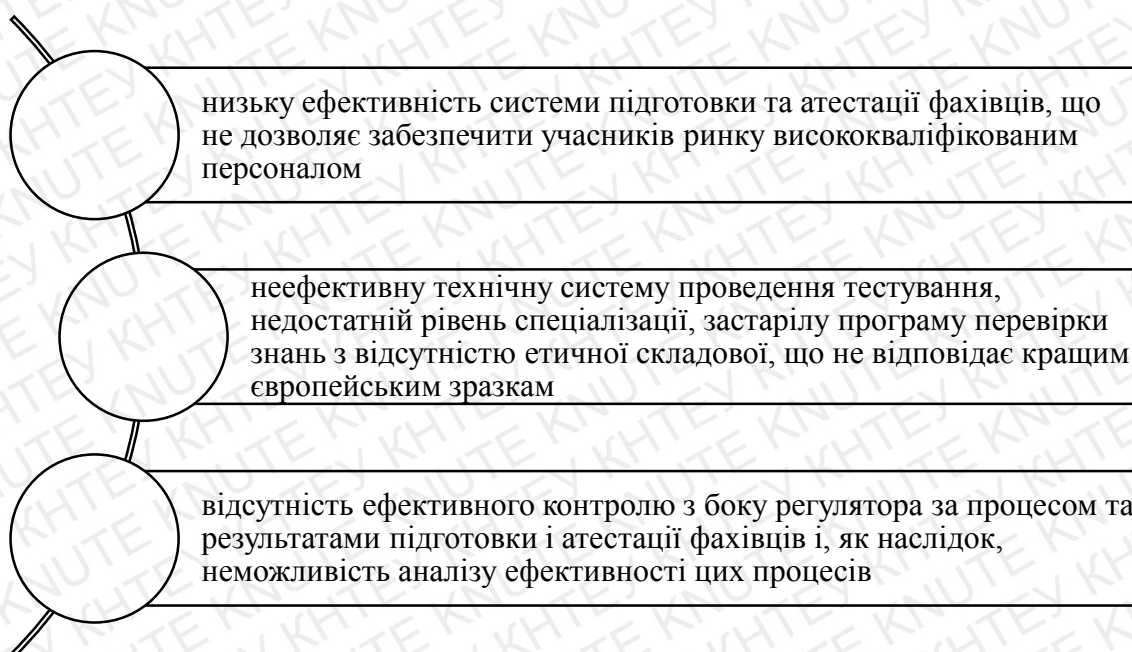 низьку ефективність системи підготовки та атестації фахівців, що
не дозволяє забезпечити учасників ринку висококваліфікованим
персоналом
неефективну технічну систему проведення тестування,
недостатній рівень спеціалізації, застарілу програму перевірки
знань з відсутністю етичної складової, що не відповідає кращим
європейським зразкам
відсутність ефективного контролю з боку регулятора за процесом та
результатами підготовки і атестації фахівців і, як наслідок,
неможливість аналізу ефективності цих процесів